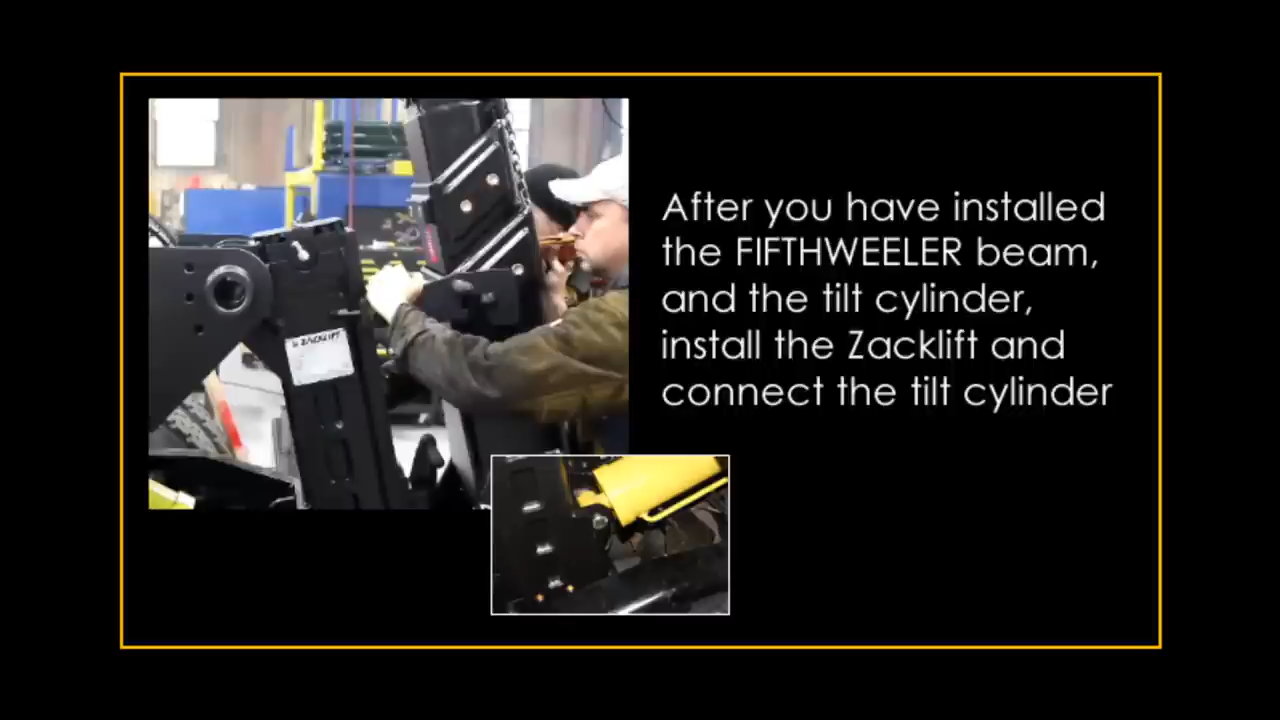 ZACKLIFT
After you have installed
the FIFTHWEELER beam,
and the tilt cylinder,
install the Zacklift and
connect the tilt cylinder